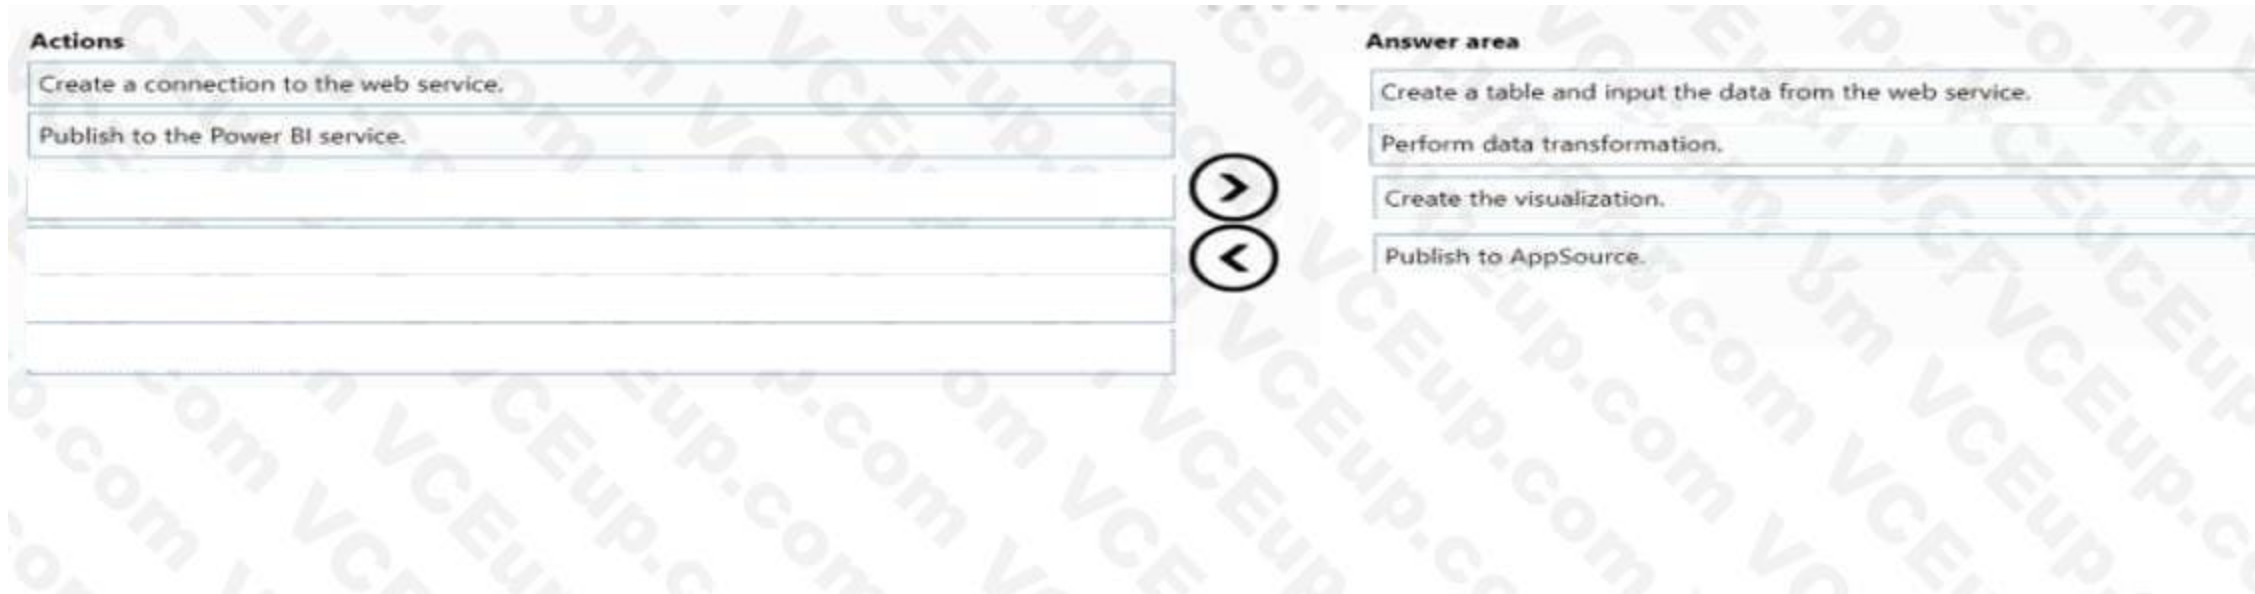 Actions
Create a connection to the web service.
Publish to the Power BI service.
Answer area
Create a table and input the data from the web service.
Perform data transformation.
Create the visualization.
Publish to AppSource.